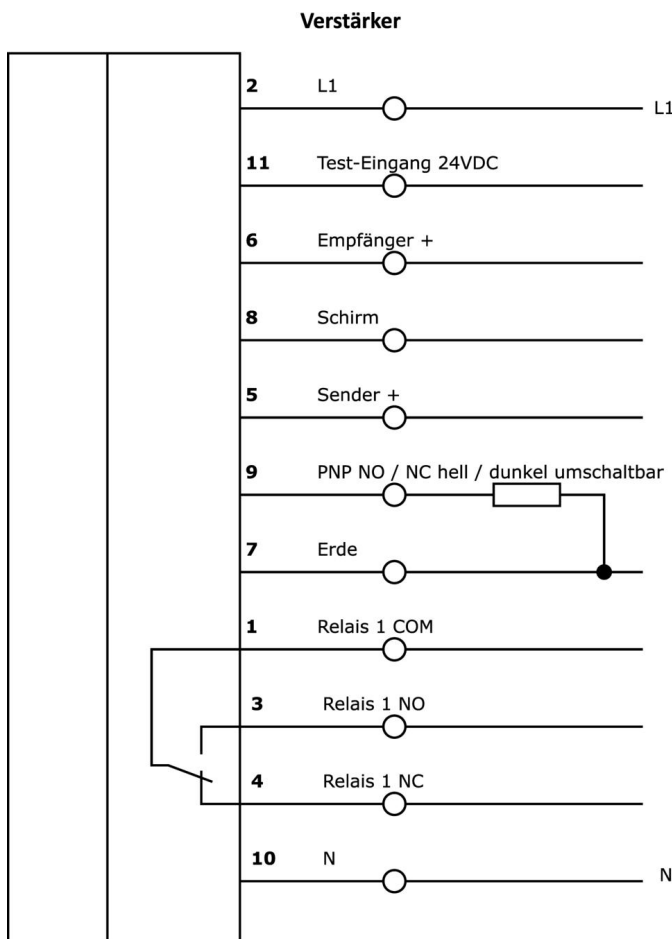 Verstärker
2 L1
L1
11 Test-Eingang 24VDC
6 Empfänger +
8 Schirm
5 Sender +
9 PNP NO / NC hell / dunkel umschaltbar
7 Erde
1 Relais 1 COM
3 Relais 1 NO
4 Relais 1 NC
10 N
N